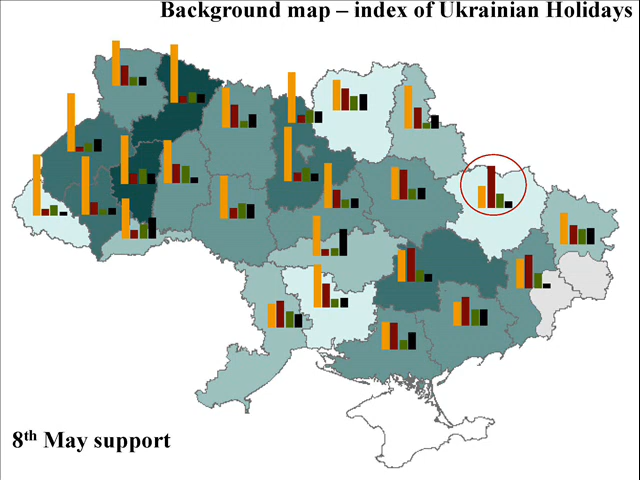 Background map – index of Ukrainian Holidays
8th May support